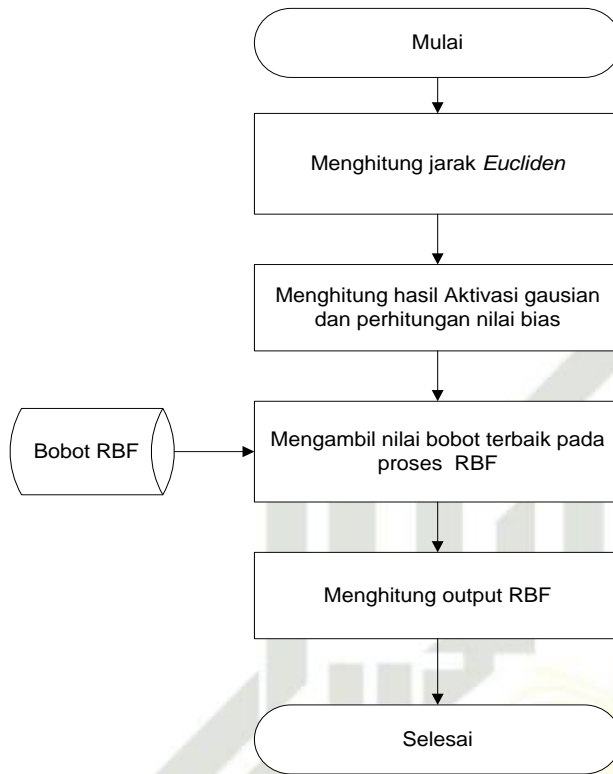 Mulai
Menghitung jarak Eucliden
Menghitung hasil Aktivasi gausian
dan perhitungan nilai bias
Bobot RBF
Mengambil nilai bobot terbaik pada
proses RBF
Menghitung output RBF
Selesai